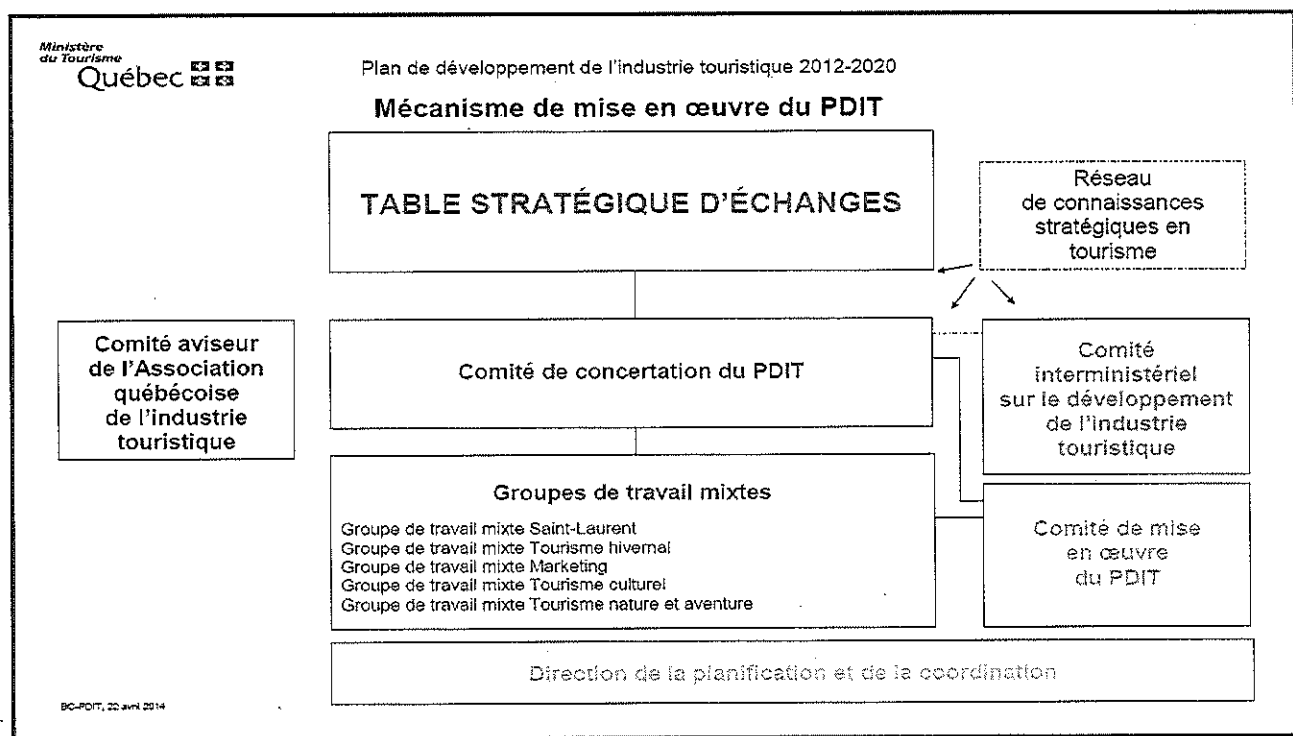 Ministère
du Tourisme
Québec
Plan de développement de l'industrie touristique 2012-2020
Mécanisme de mise en œuvre du PDIT
TABLE STRATÉGIQUE D'ÉCHANGES
Réseau
de connaissances
stratégiques en
tourisme
Comité aviseur
de l'Association
québécoise
de l'industrie
touristique
Comité de concertation du PDIT
Comité
interministériel
sur le développement
de l'industrie
touristique
Groupes de travail mixtes
Groupe de travail mixte Saint-Laurent
Groupe de travail mixte Tourisme hivernal
Groupe de travail mixte Marketing
Groupe de travail mixte Tourisme culturel
Groupe de travail mixte Tourisme nature et aventure
Comité de mise
en œuvre
du PDIT
Direction de la planification et de la coordination
BC-PDIT, 22 avril 2014